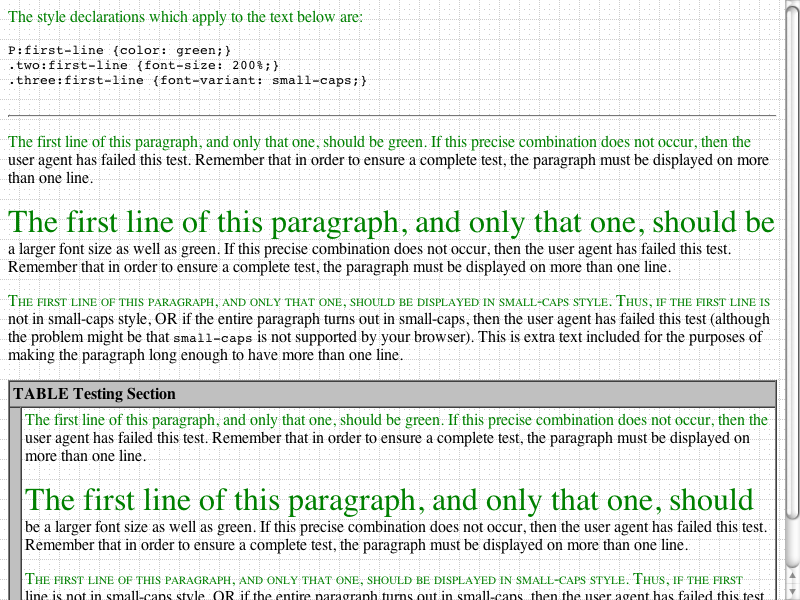 The style declarations which apply to the text below are:
P:first-line {color: green;}
.two:first-line {font-size: 200%;}
.three:first-line {font-variant: small-caps;}
The first line of this paragraph, and only that one, should be green. If this precise combination does not occur, then the
user agent has failed this test. Remember that in order to ensure a complete test, the paragraph must be displayed on more
than one line.
The first line of this paragraph, and only that one, should be
a larger font size as well as green. If this precise combination does not occur, then the user agent has failed this test.
Remember that in order to ensure a complete test, the paragraph must be displayed on more than one line.
The first line of this paragraph, and only that one, should be displayed in small-caps style. Thus, if the first line is
not in small-caps style, OR if the entire paragraph turns out in small-caps, then the user agent has failed this test (although
the problem might be that small-caps is not supported by your browser). This is extra text included for the purposes of
making the paragraph long enough to have more than one line.
TABLE Testing Section
The first line of this paragraph, and only that one, should be green. If this precise combination does not occur, then the
user agent has failed this test. Remember that in order to ensure a complete test, the paragraph must be displayed on
more than one line.
The first line of this paragraph, and only that one, should
be a larger font size as well as green. If this precise combination does not occur, then the user agent has failed this test.
Remember that in order to ensure a complete test, the paragraph must be displayed on more than one line.
The first line of this paragraph, and only that one, should be displayed in small-caps style. Thus, if the first
line is not in small-caps style, OR if the entire paragraph turns out in small-caps, then the user agent has failed this test